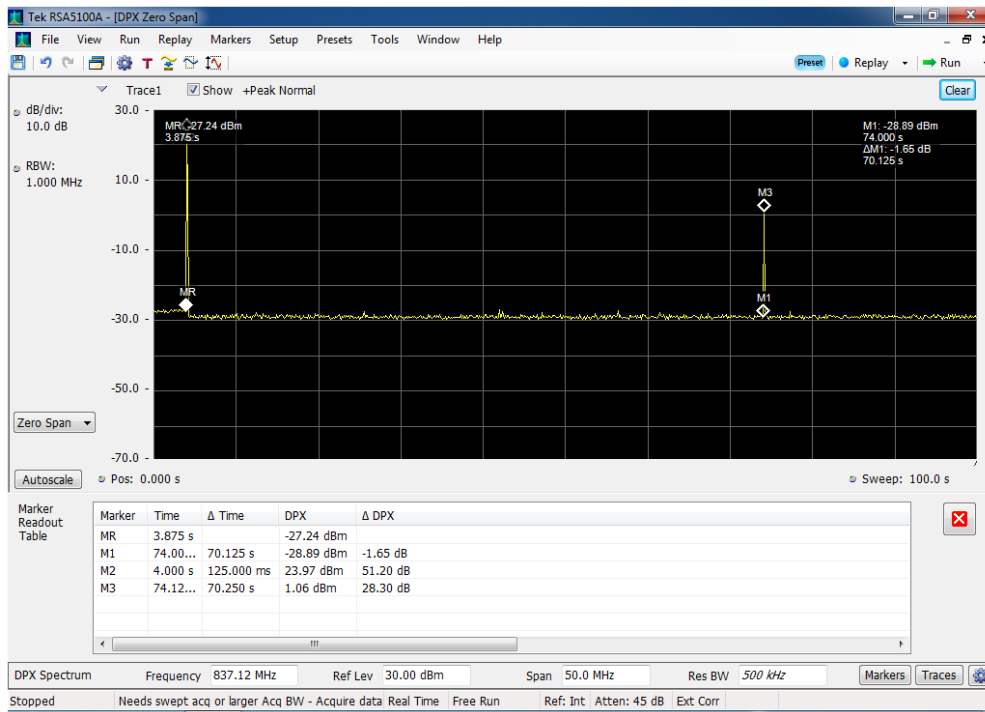 Tek RSA5100A - [DPX Zero Span]
File View Run Replay Markers Setup Presets Tools Window Help
T Preset Replay Run
Trace1 Show +Peak Normal Clear
dB/div:
10.0 dB
RBW:
1.000 MHz
30.0 -
10.0 -
-10.0 -
-30.0 -
-50.0 -
-70.0 -
MR: -27.24 dBm
3.875 s
M1: -28.89 dBm
74.000 s
ΔM1: -1.65 dB
70.125 s
M3
MR
M1
Zero Span
Autoscale Pos: 0.000 s Sweep: 100.0 s
Marker
Readout
Table
Marker Time Δ Time DPX Δ DPX
MR 3.875 s -27.24 dBm
M1 74.00... 70.125 s -28.89 dBm -1.65 dB
M2 4.000 s 125.000 ms 23.97 dBm 51.20 dB
M3 74.12... 70.250 s 1.06 dBm 28.30 dB
DPX Spectrum Frequency 837.12 MHz Ref Lev 30.00 dBm Span 50.0 MHz Res BW 500 kHz Markers Traces
Stopped Needs swept acq or larger Acq BW - Acquire data Real Time Free Run Ref: Int Atten: 45 dB Ext Corr